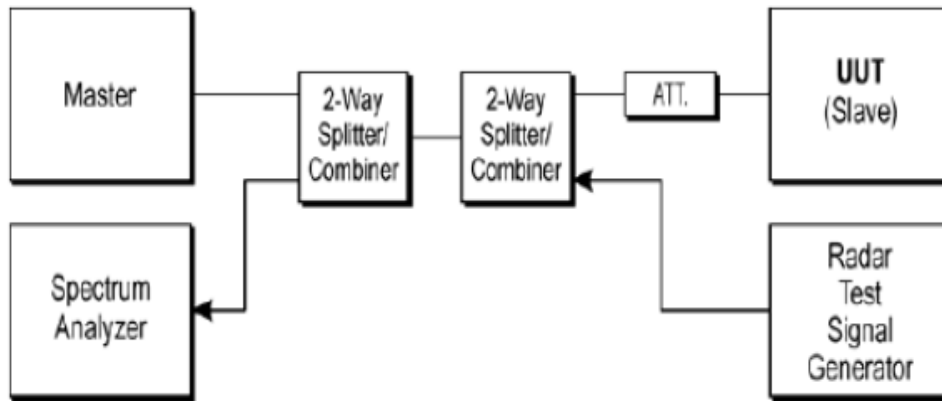 Master
2-Way
Splitter/
Combiner
2-Way
Splitter/
Combiner
ATT.
UUT
(Slave)
Spectrum
Analyzer
Radar
Test
Signal
Generator